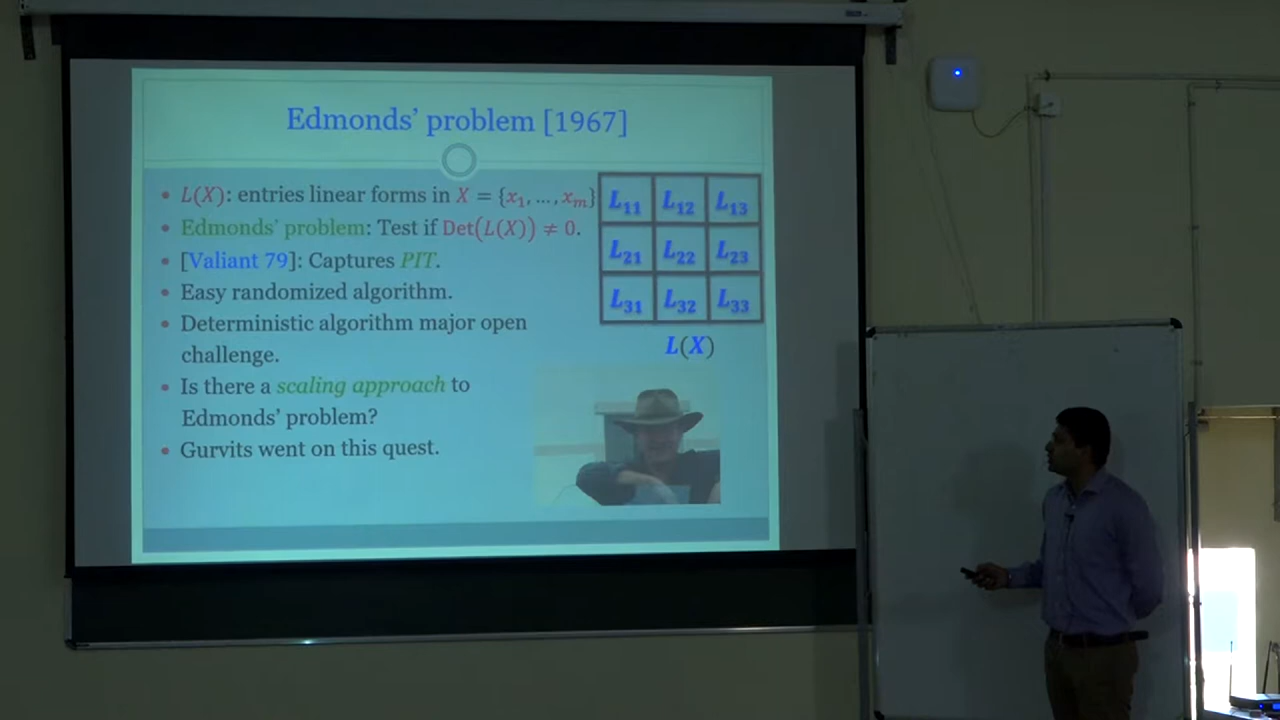 Edmonds’ problem [1967]
• L(X): entries linear forms in X = {x₁, …, xₘ}
• Edmonds’ problem: Test if Det(L(X)) ≠ 0.
• [Valiant 79]: Captures PIT.
• Easy randomized algorithm.
• Deterministic algorithm major open
challenge.
• Is there a scaling approach to
Edmonds’ problem?
• Gurvits went on this quest.
L₁₁ L₁₂ L₁₃
L₂₁ L₂₂ L₂₃
L₃₁ L₃₂ L₃₃
L(X)